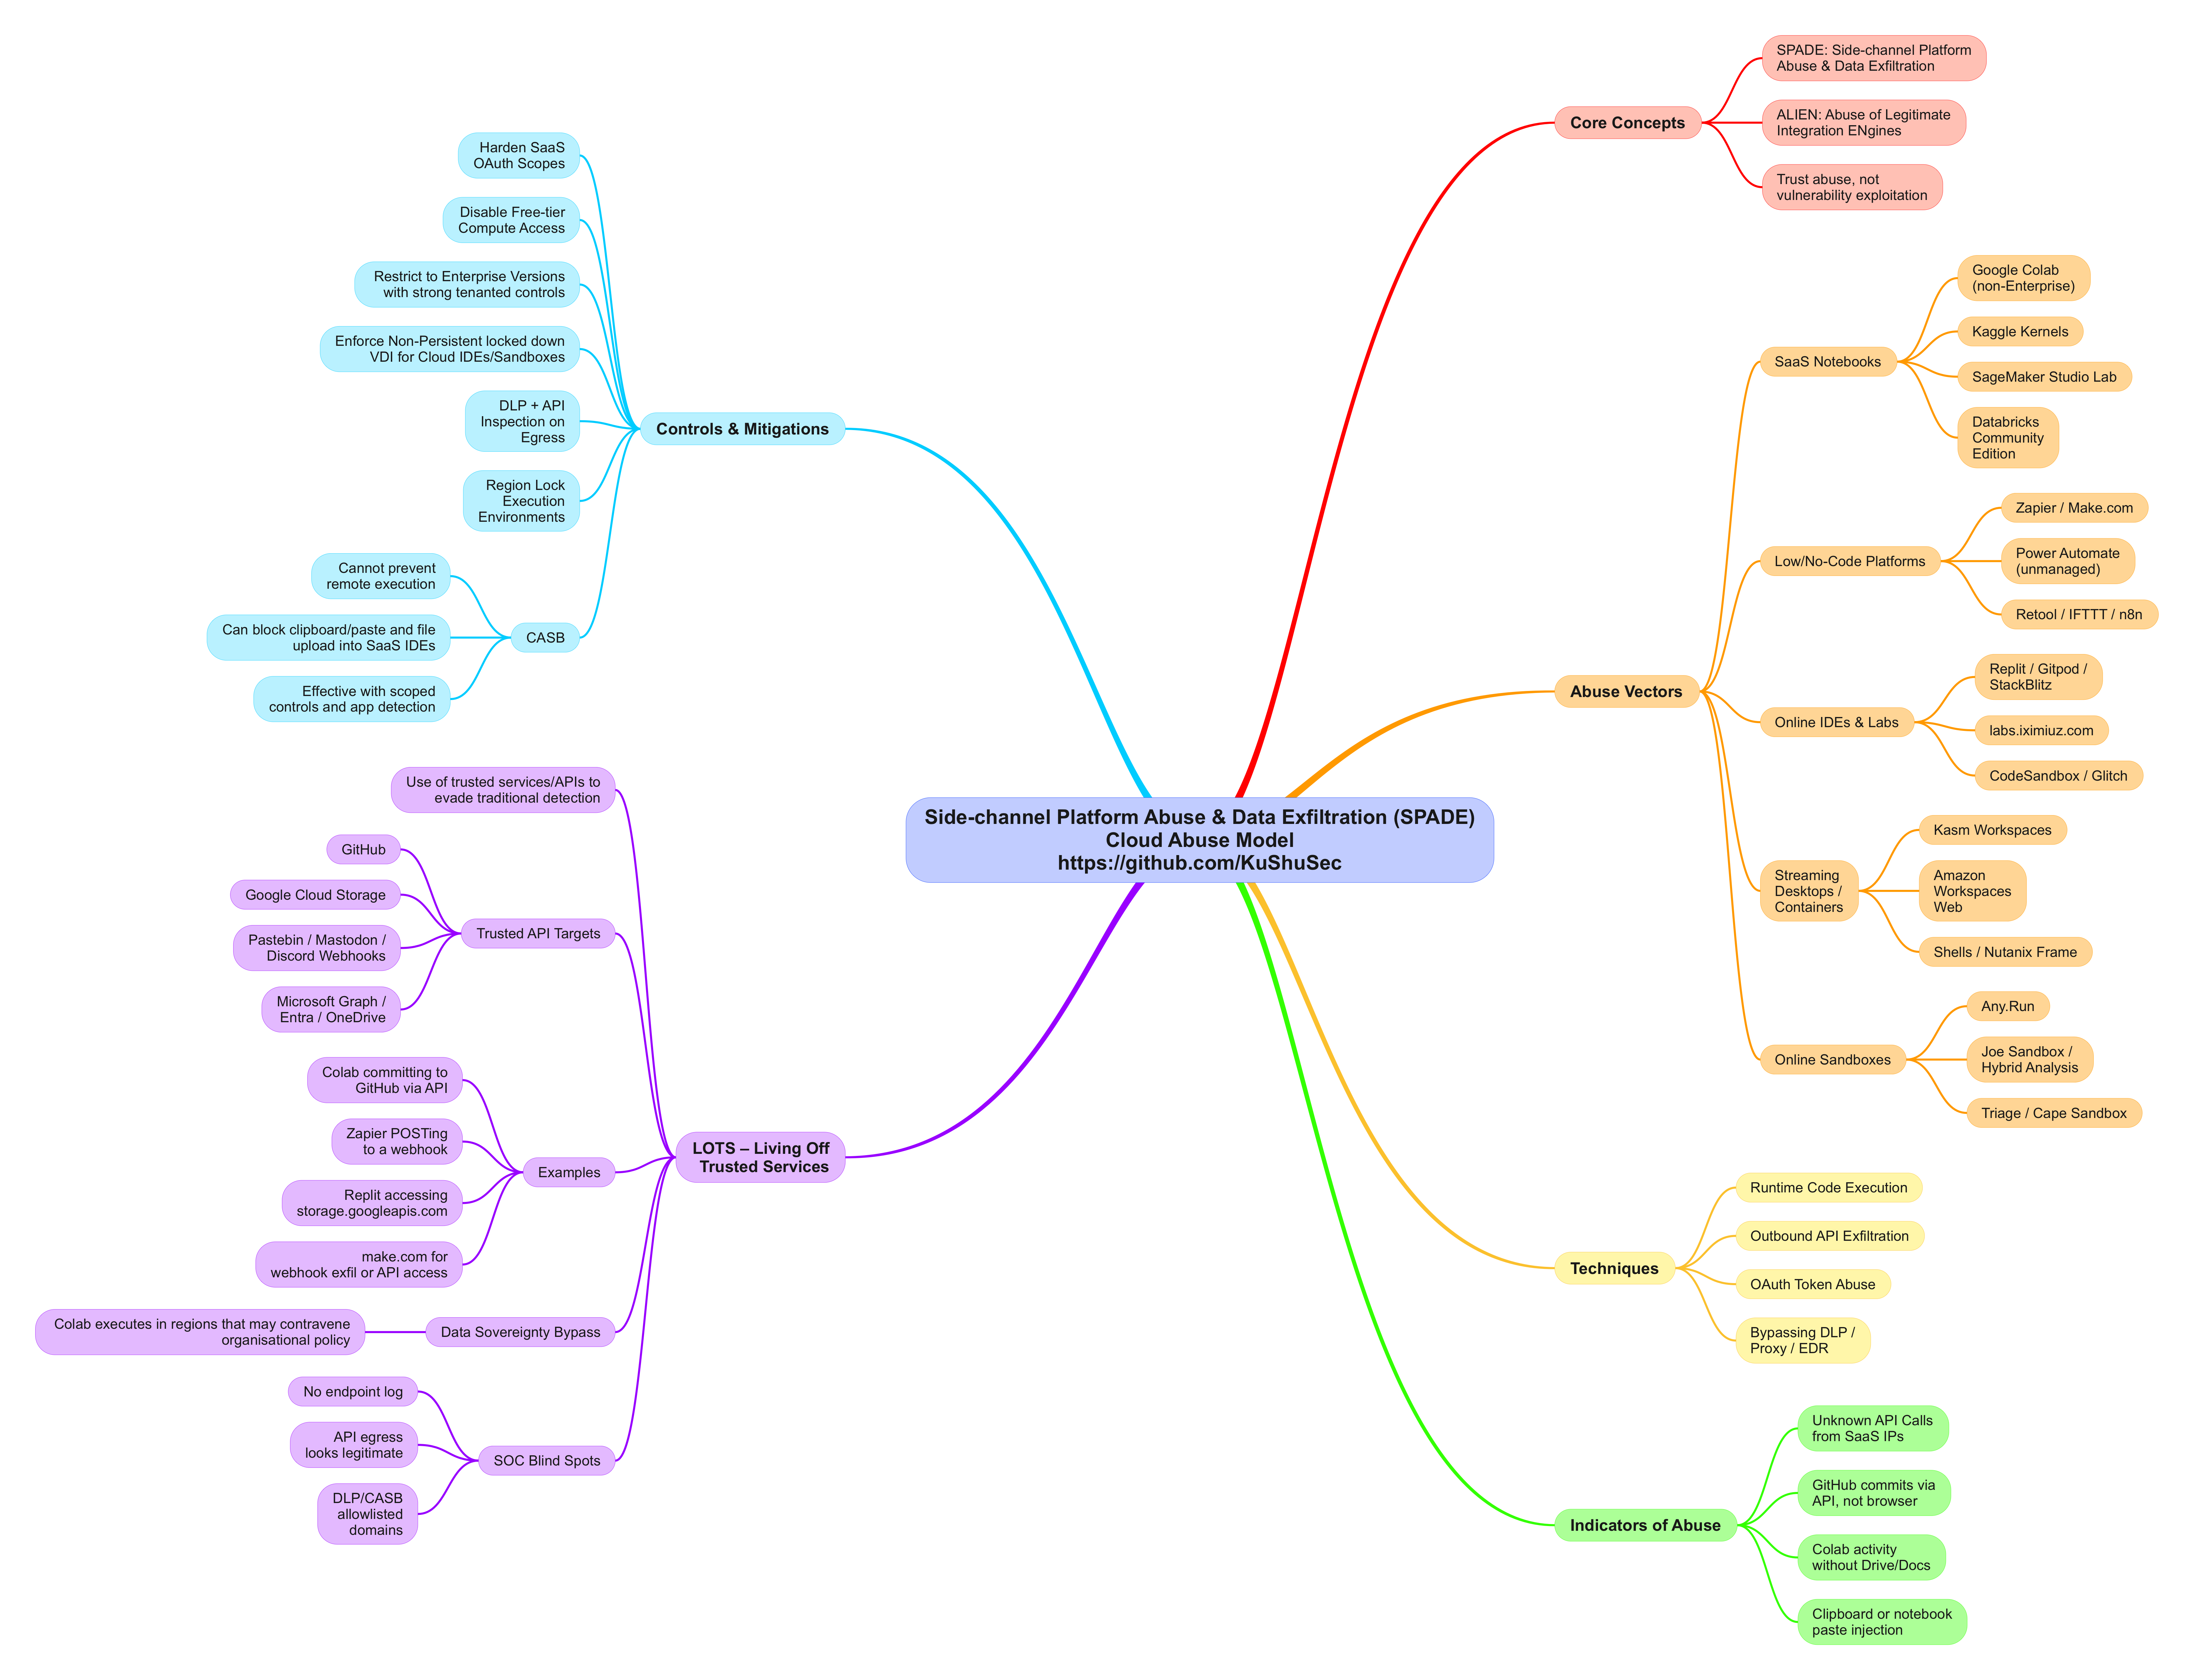 Side-channel Platform Abuse & Data Exfiltration (SPADE)
Cloud Abuse Model
https://github.com/KuShuSec
Core Concepts
SPADE: Side-channel Platform
Abuse & Data Exfiltration
ALIEN: Abuse of Legitimate
Integration ENgines
Trust abuse, not
vulnerability exploitation
Abuse Vectors
SaaS Notebooks
Google Colab
(non-Enterprise)
Kaggle Kernels
SageMaker Studio Lab
Databricks
Community
Edition
Low/No-Code Platforms
Zapier / Make.com
Power Automate
(unmanaged)
Retool / IFTTT / n8n
Online IDEs & Labs
Replit / Gitpod /
StackBlitz
labs.iximiuz.com
CodeSandbox / Glitch
Streaming
Desktops /
Containers
Kasm Workspaces
Amazon
Workspaces
Web
Shells / Nutanix Frame
Online Sandboxes
Any.Run
Joe Sandbox /
Hybrid Analysis
Triage / Cape Sandbox
Techniques
Runtime Code Execution
Outbound API Exfiltration
OAuth Token Abuse
Bypassing DLP /
Proxy / EDR
Indicators of Abuse
Unknown API Calls
from SaaS IPs
GitHub commits via
API, not browser
Colab activity
without Drive/Docs
Clipboard or notebook
paste injection
Controls & Mitigations
Harden SaaS
OAuth Scopes
Disable Free-tier
Compute Access
Restrict to Enterprise Versions
with strong tenanted controls
Enforce Non-Persistent locked down
VDI for Cloud IDEs/Sandboxes
DLP + API
Inspection on
Egress
Region Lock
Execution
Environments
CASB
Cannot prevent
remote execution
Can block clipboard/paste and file
upload into SaaS IDEs
Effective with scoped
controls and app detection
LOTS – Living Off
Trusted Services
Use of trusted services/APIs to
evade traditional detection
Trusted API Targets
GitHub
Google Cloud Storage
Pastebin / Mastodon /
Discord Webhooks
Microsoft Graph /
Entra / OneDrive
Examples
Colab committing to
GitHub via API
Zapier POSTing
to a webhook
Replit accessing
storage.googleapis.com
make.com for
webhook exfil or API access
Data Sovereignty Bypass
Colab executes in regions that may contravene
organisational policy
SOC Blind Spots
No endpoint log
API egress
looks legitimate
DLP/CASB
allowlisted
domains